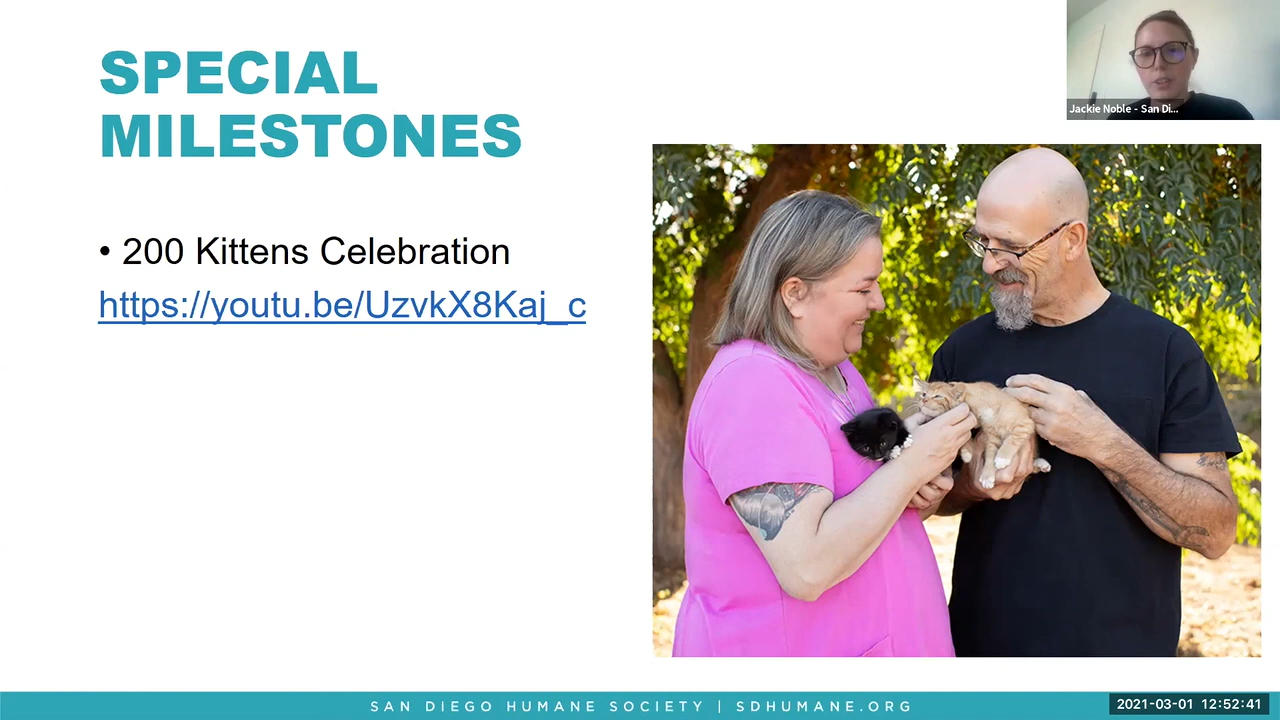 SPECIAL
MILESTONES
• 200 Kittens Celebration
https://youtu.be/UzvkX8Kaj_c
Jackie Noble - San Di...
SAN DIEGO HUMANE SOCIETY | SDHUMANE.ORG
2021-03-01 12:52:41